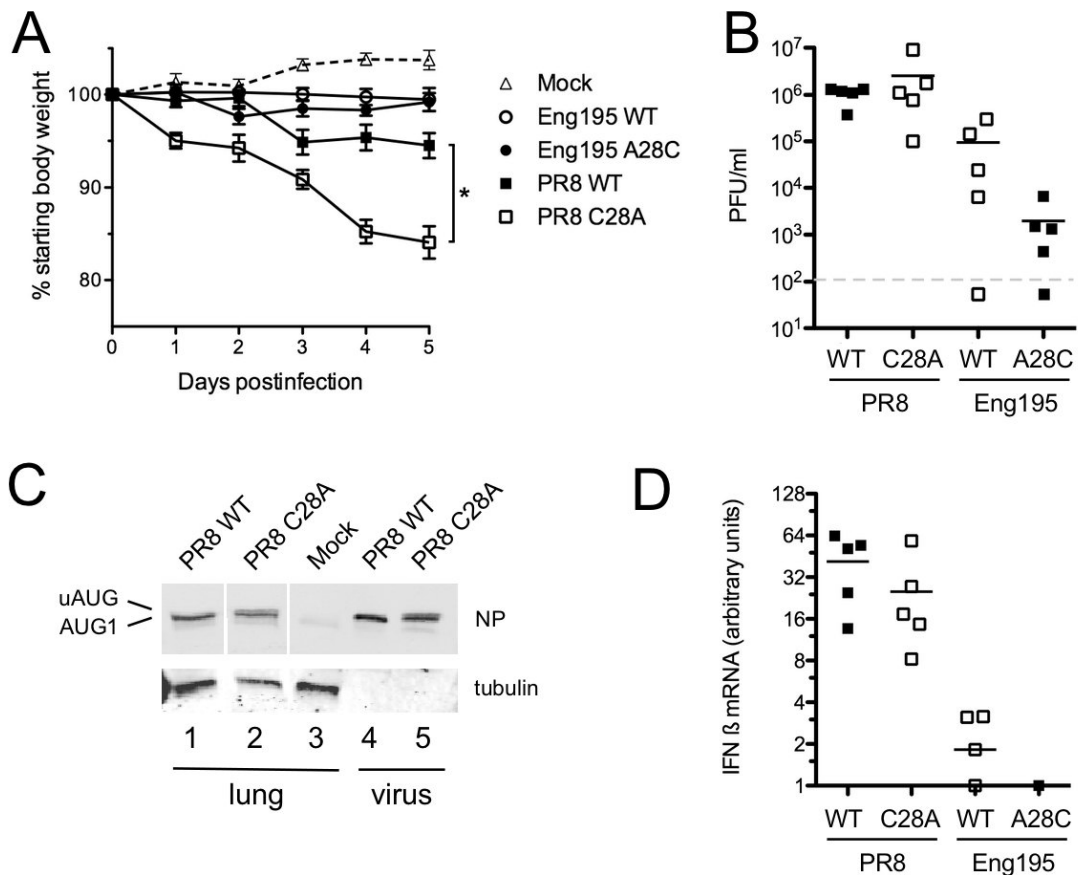 A
% starting body weight
100
90
80
0 1 2 3 4 5
Days postinfection
*
Mock
Eng195 WT
Eng195 A28C
PR8 WT
PR8 C28A
B
PFU/ml
10⁷
10⁶
10⁵
10⁴
10³
10²
10¹
WT C28A WT A28C
PR8 Eng195
C
PR8 WT
PR8 C28A
Mock
PR8 WT
PR8 C28A
uAUG
AUG1
NP
tubulin
1 2 3 4 5
lung virus
D
IFN ß mRNA (arbitrary units)
128
64
32
16
8
4
2
1
WT C28A WT A28C
PR8 Eng195